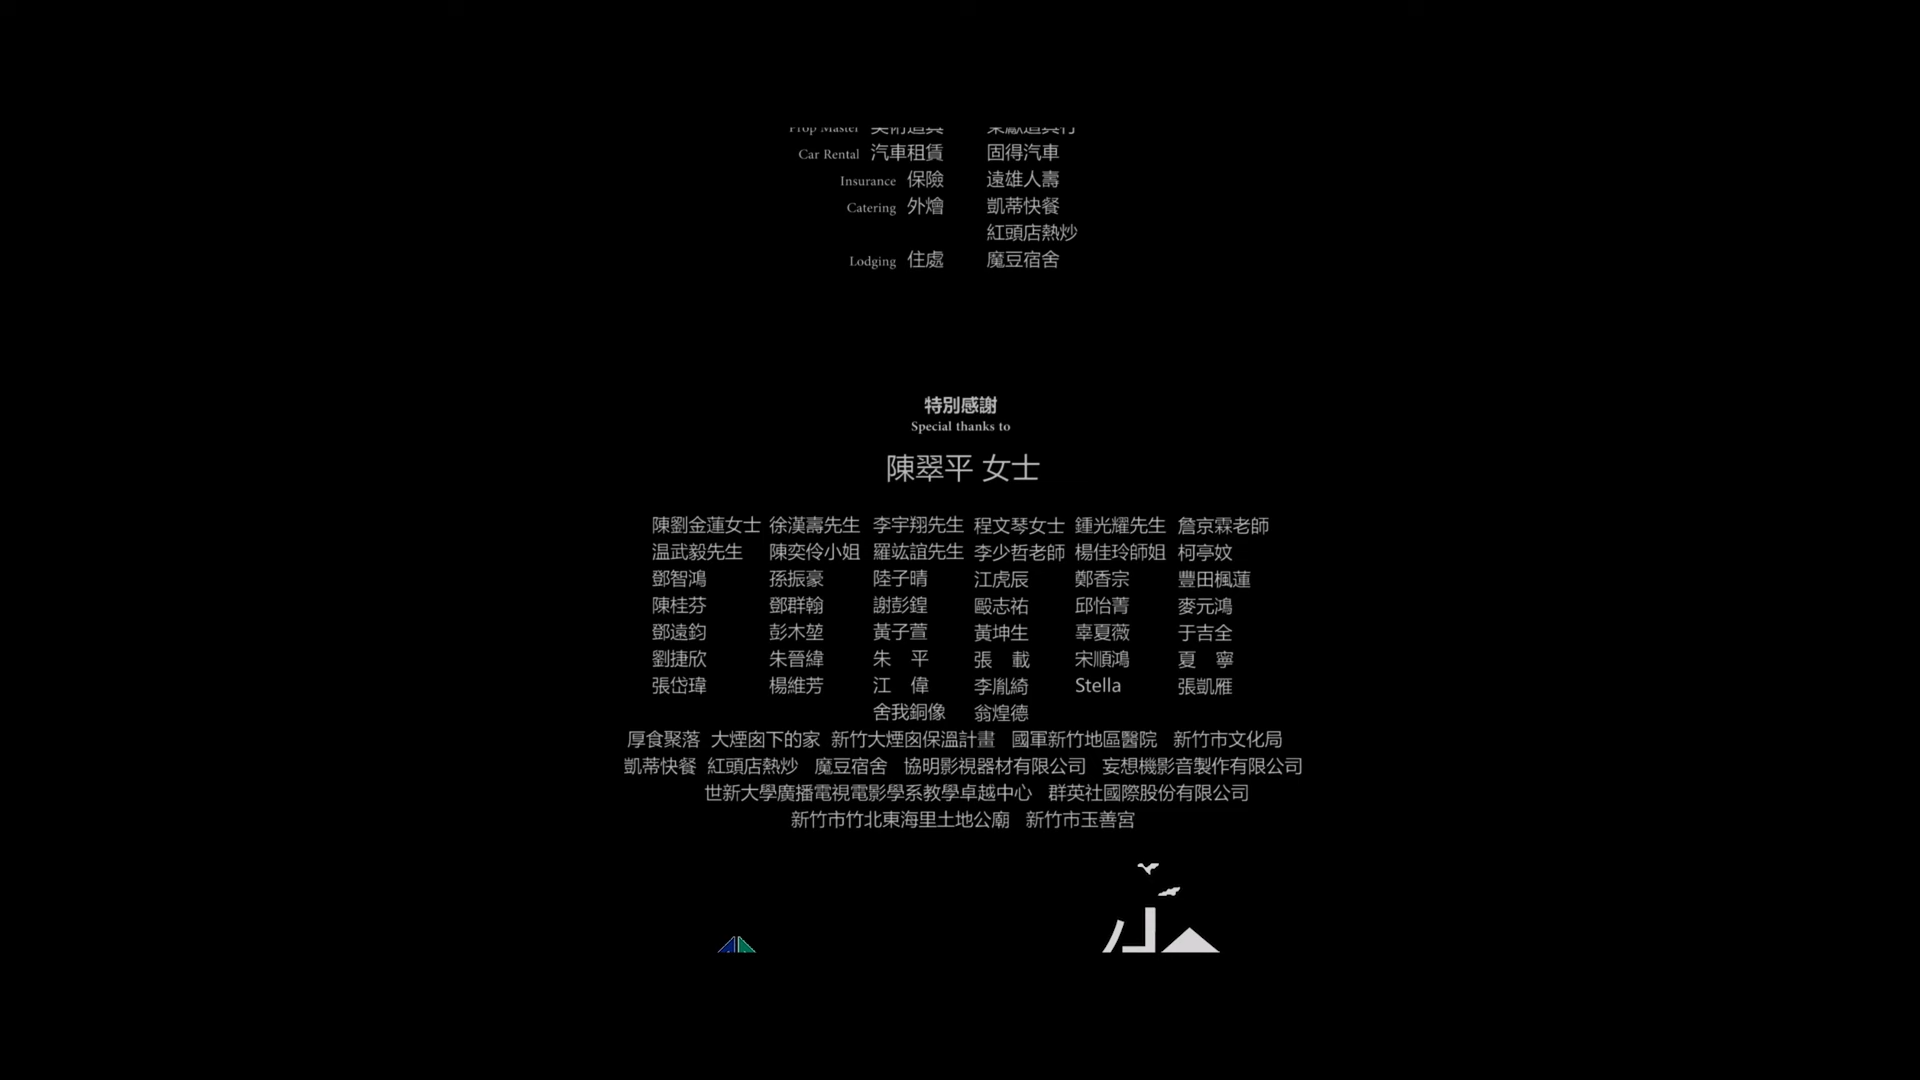 Prop Master 美術道具 東獻道具行
Car Rental 汽車租賃 固得汽車
Insurance 保險 遠雄人壽
Catering 外燴 凱蒂快餐
紅頭店熱炒
Lodging 住處 魔豆宿舍
特別感謝
Special thanks to
陳翠平 女士
陳劉金蓮女士 徐漢壽先生 李宇翔先生 程文琴女士 鍾光耀先生 詹京霖老師
温武毅先生 陳奕伶小姐 羅竑誼先生 李少哲老師 楊佳玲師姐 柯亭妏
鄧智鴻 孫振豪 陸子晴 江虎辰 鄭香宗 豐田楓蓮
陳桂芬 鄧群翰 謝彭鍠 毆志祐 邱怡菁 麥元鴻
鄧遠鈞 彭木堃 黃子萱 黃坤生 辜夏薇 于吉全
劉捷欣 朱晉緯 朱 平 張 載 宋順鴻 夏 寧
張岱瑋 楊維芳 江 偉 李胤綺 Stella 張凱雁
舍我銅像 翁煌德
厚食聚落 大煙囪下的家 新竹大煙囪保溫計畫 國軍新竹地區醫院 新竹市文化局
凱蒂快餐 紅頭店熱炒 魔豆宿舍 協明影視器材有限公司 妄想機影音製作有限公司
世新大學廣播電視電影學系教學卓越中心 群英社國際股份有限公司
新竹市竹北東海里土地公廟 新竹市玉善宮